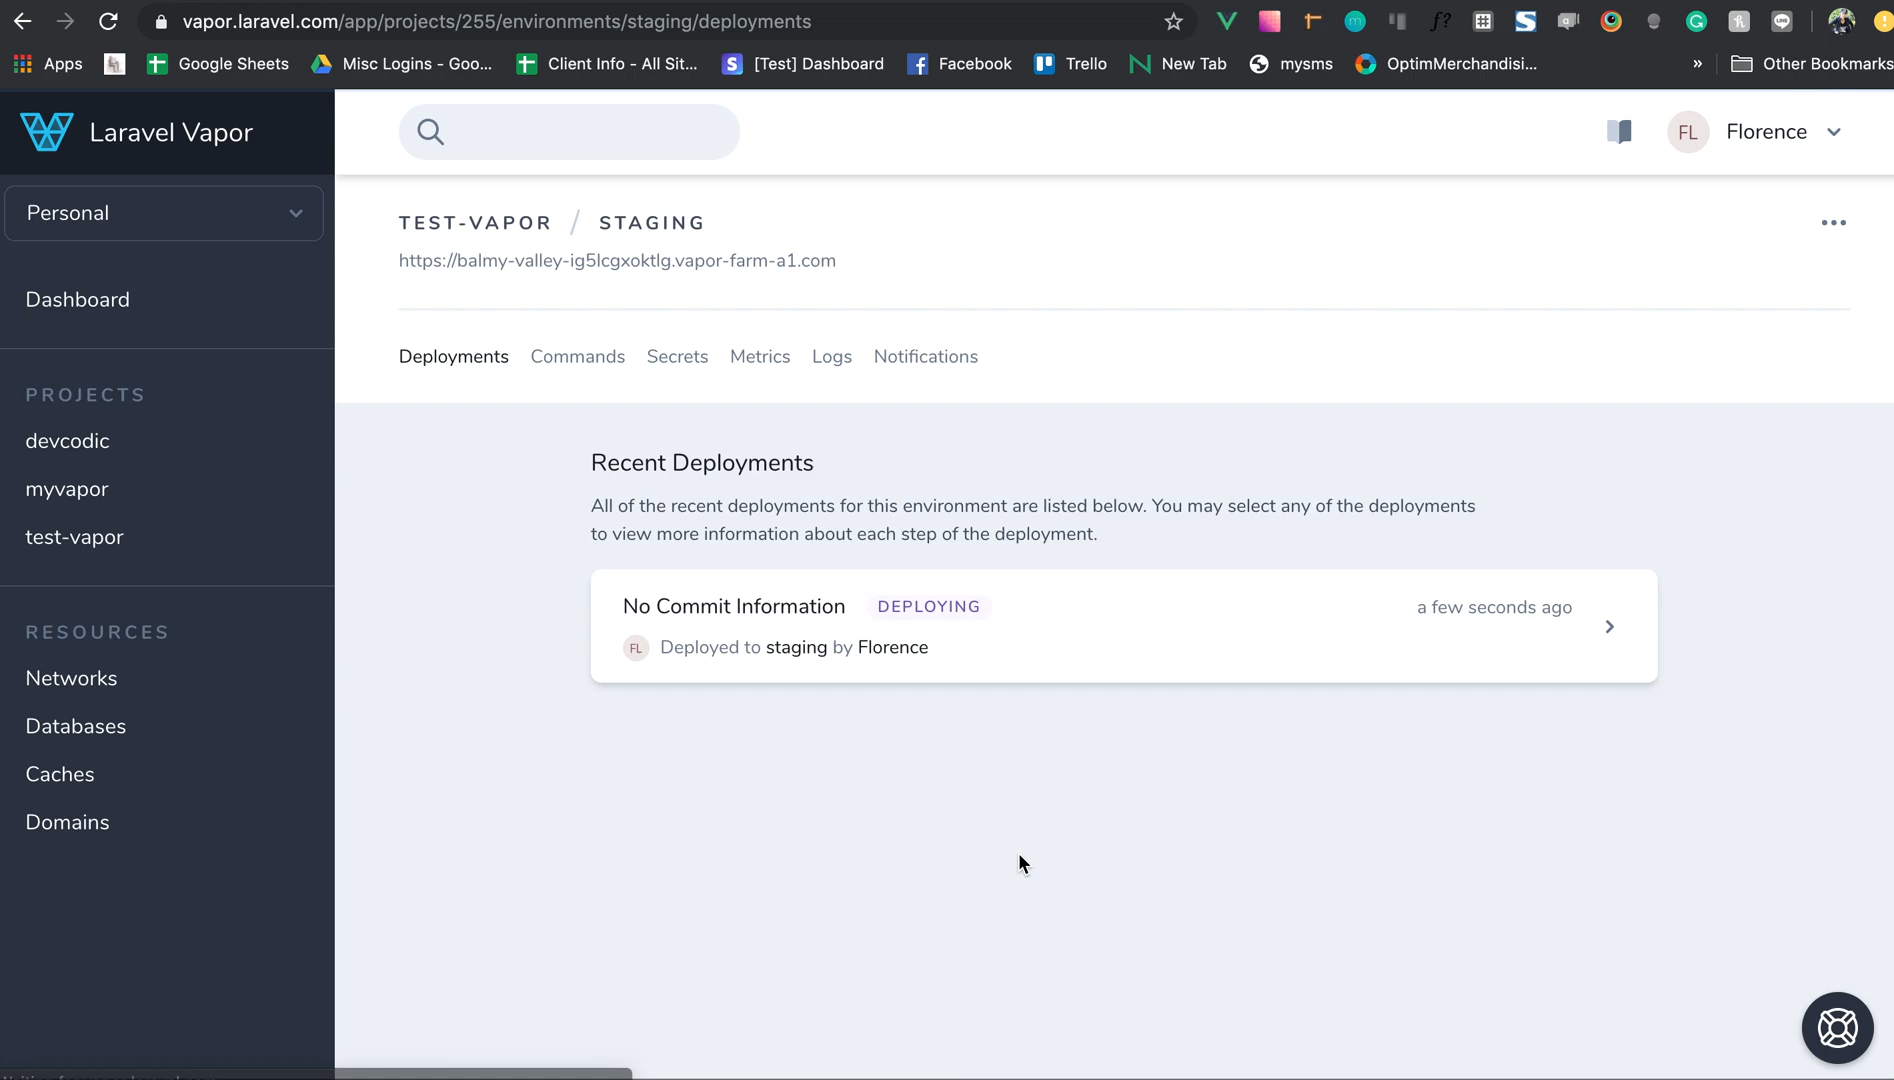 vapor.laravel.com/app/projects/255/environments/staging/deployments
Apps
Google Sheets
Misc Logins - Goo...
Client Info - All Sit...
[Test] Dashboard
Facebook
Trello
New Tab
mysms
OptimMerchandisi...
»
Other Bookmarks
Laravel Vapor
FL
Florence
Personal
TEST-VAPOR / STAGING
https://balmy-valley-ig5lcgxoktlg.vapor-farm-a1.com
Dashboard
Deployments
Commands
Secrets
Metrics
Logs
Notifications
PROJECTS
devcodic
myvapor
test-vapor
Recent Deployments
All of the recent deployments for this environment are listed below. You may select any of the deployments
to view more information about each step of the deployment.
No Commit Information
DEPLOYING
a few seconds ago
FL
Deployed to staging by Florence
RESOURCES
Networks
Databases
Caches
Domains